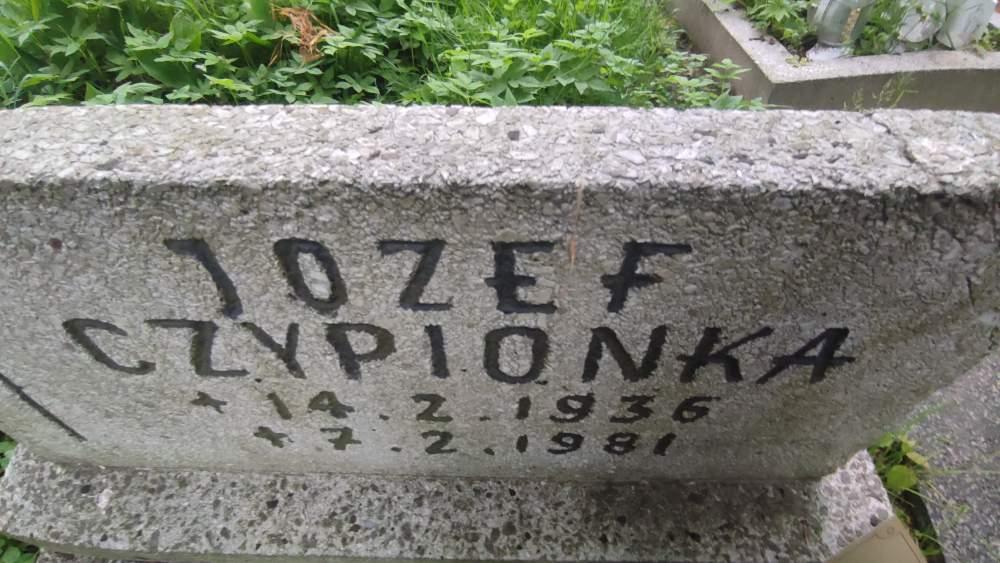 JOZEF
CZYPIONKA
* 14.2.1936
+ 7.2.1981